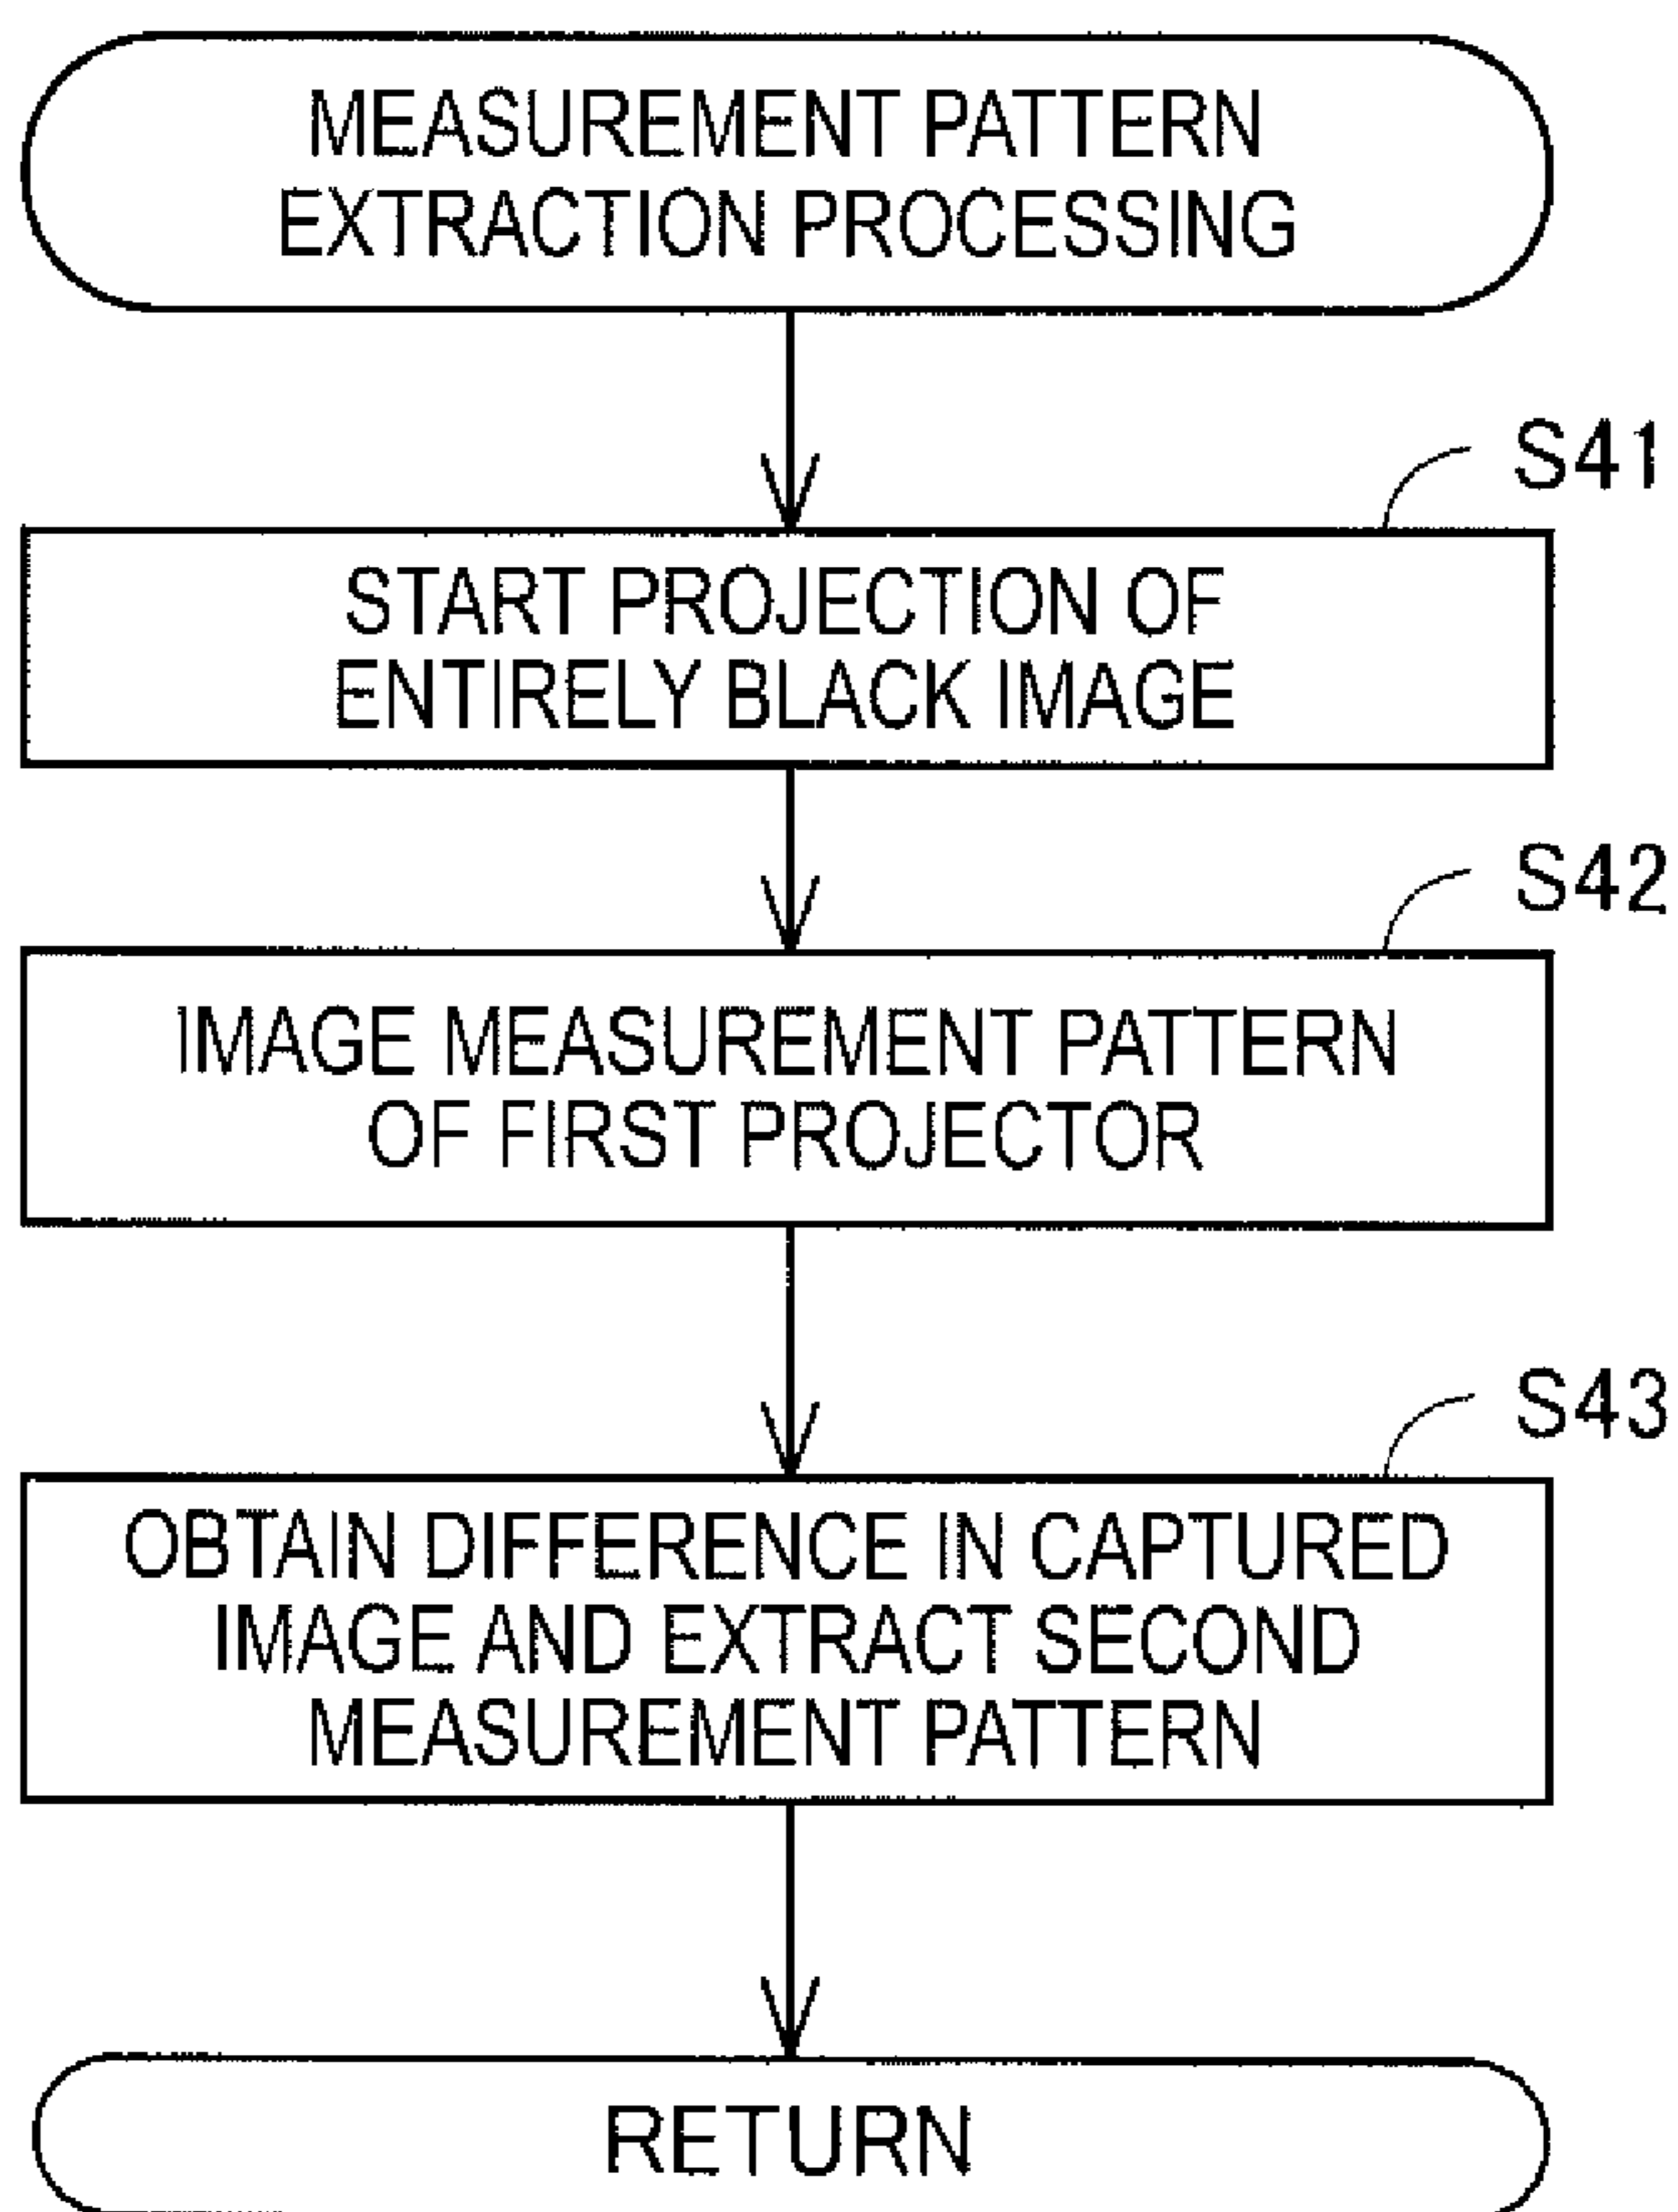 MEASUREMENT PATTERN
EXTRACTION PROCESSING
S41
START PROJECTION OF
ENTIRELY BLACK IMAGE
S42
IMAGE MEASUREMENT PATTERN
OF FIRST PROJECTOR
S43
OBTAIN DIFFERENCE IN CAPTURED
IMAGE AND EXTRACT SECOND
MEASUREMENT PATTERN
RETURN